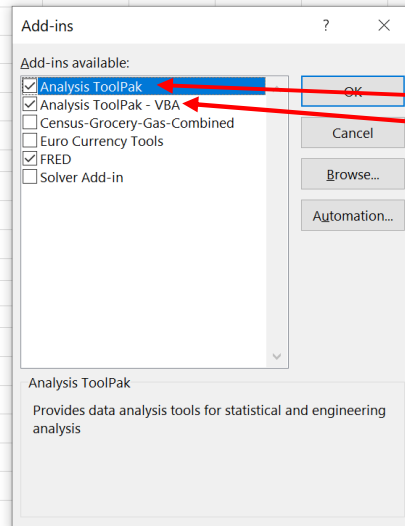 Add-ins
?
Add-ins available:
Analysis ToolPak
Analysis ToolPak - VBA
Census-Grocery-Gas-Combined
Euro Currency Tools
FRED
Solver Add-in
OK
Cancel
Browse...
Automation...
Analysis ToolPak
Provides data analysis tools for statistical and engineering
analysis